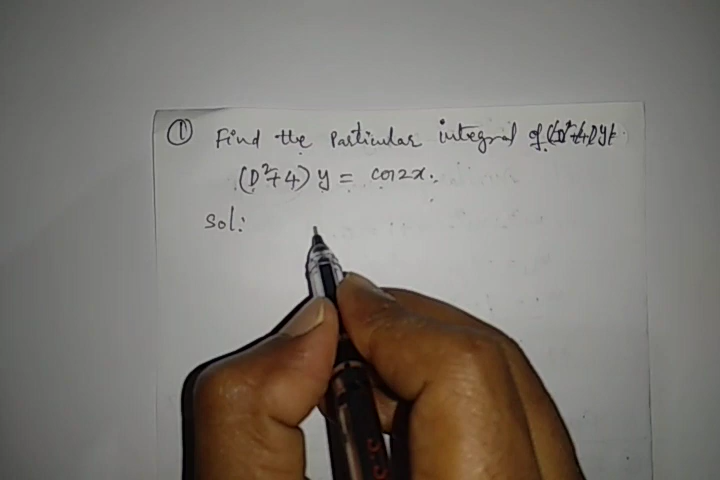 ① Find the Particular integral of
(D²+4) y = cos2x.
Sol: